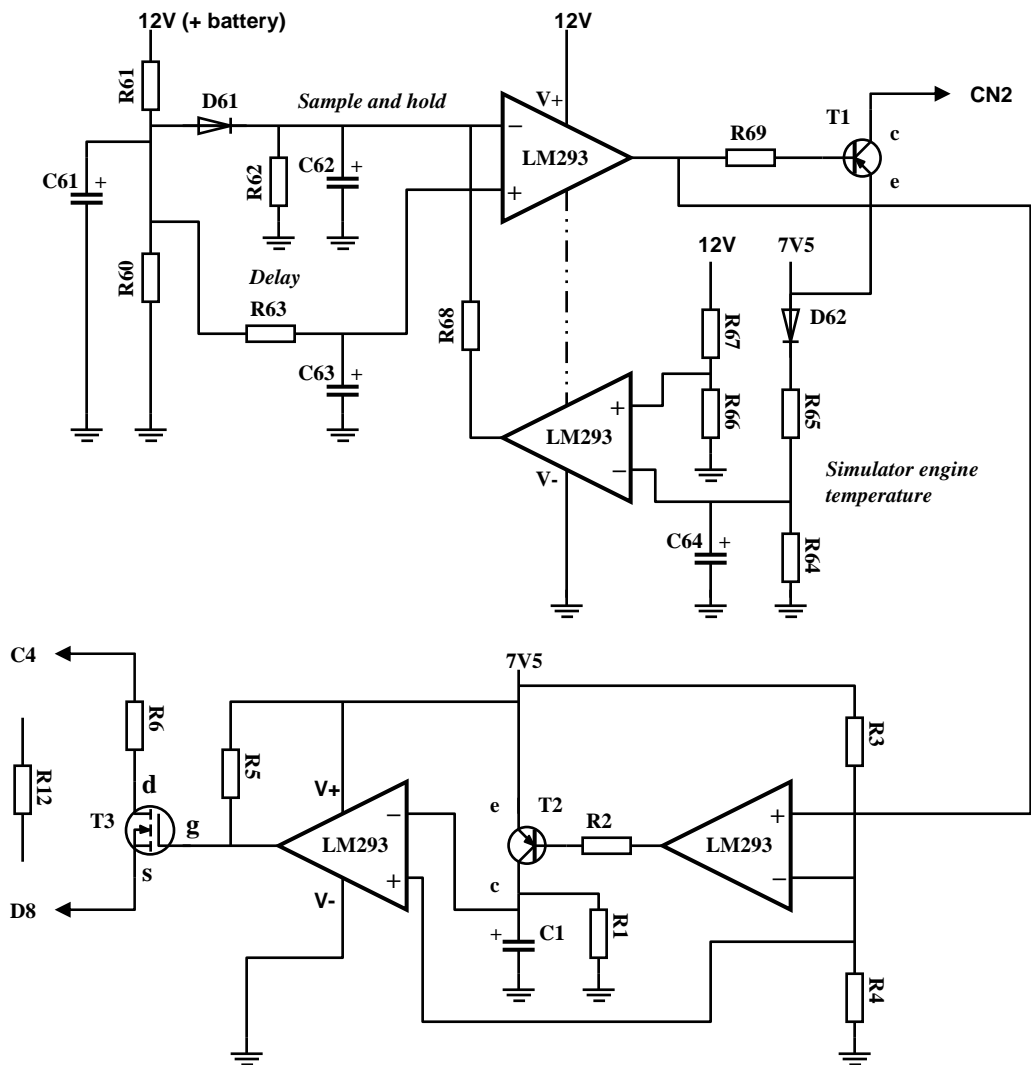 12V (+ battery)
12V
R61
D61
Sample and hold
V+
CN2
T1
−
LM293
R69
c
C61
+
R62
C62
+
+
e
12V
7V5
R60
Delay
R63
R68
R67
D62
C63
+
+
LM293
R66
R65
−
V-
Simulator engine
temperature
C64
+
R64
C4
7V5
R6
R5
R3
R12
d
V+
e
T2
T3
g
−
R2
+
LM293
LM293
s
+
−
V-
c
D8
+
C1
R1
R4